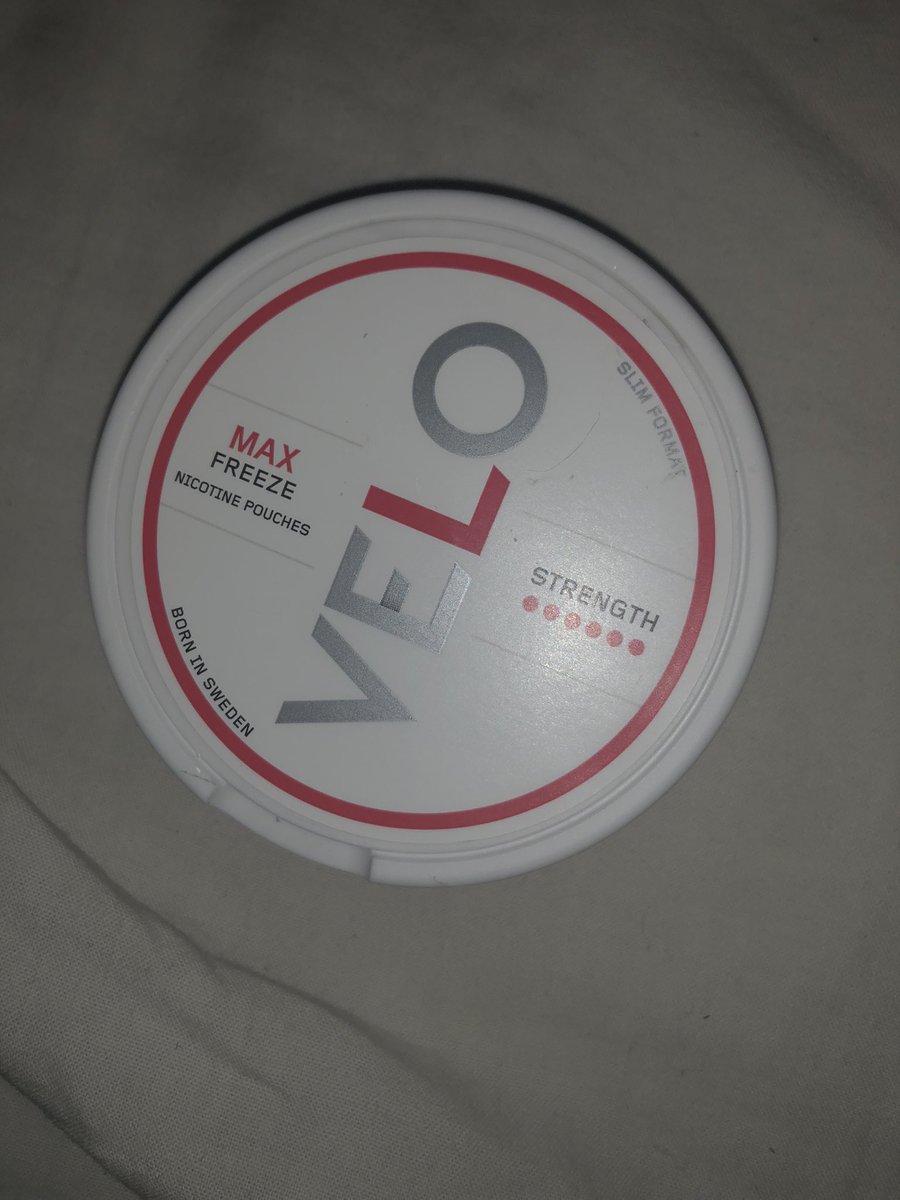 MAX
FREEZE
NICOTINE POUCHES
VELO
STRENGTH
SLIM FORMAT
BORN IN SWEDEN